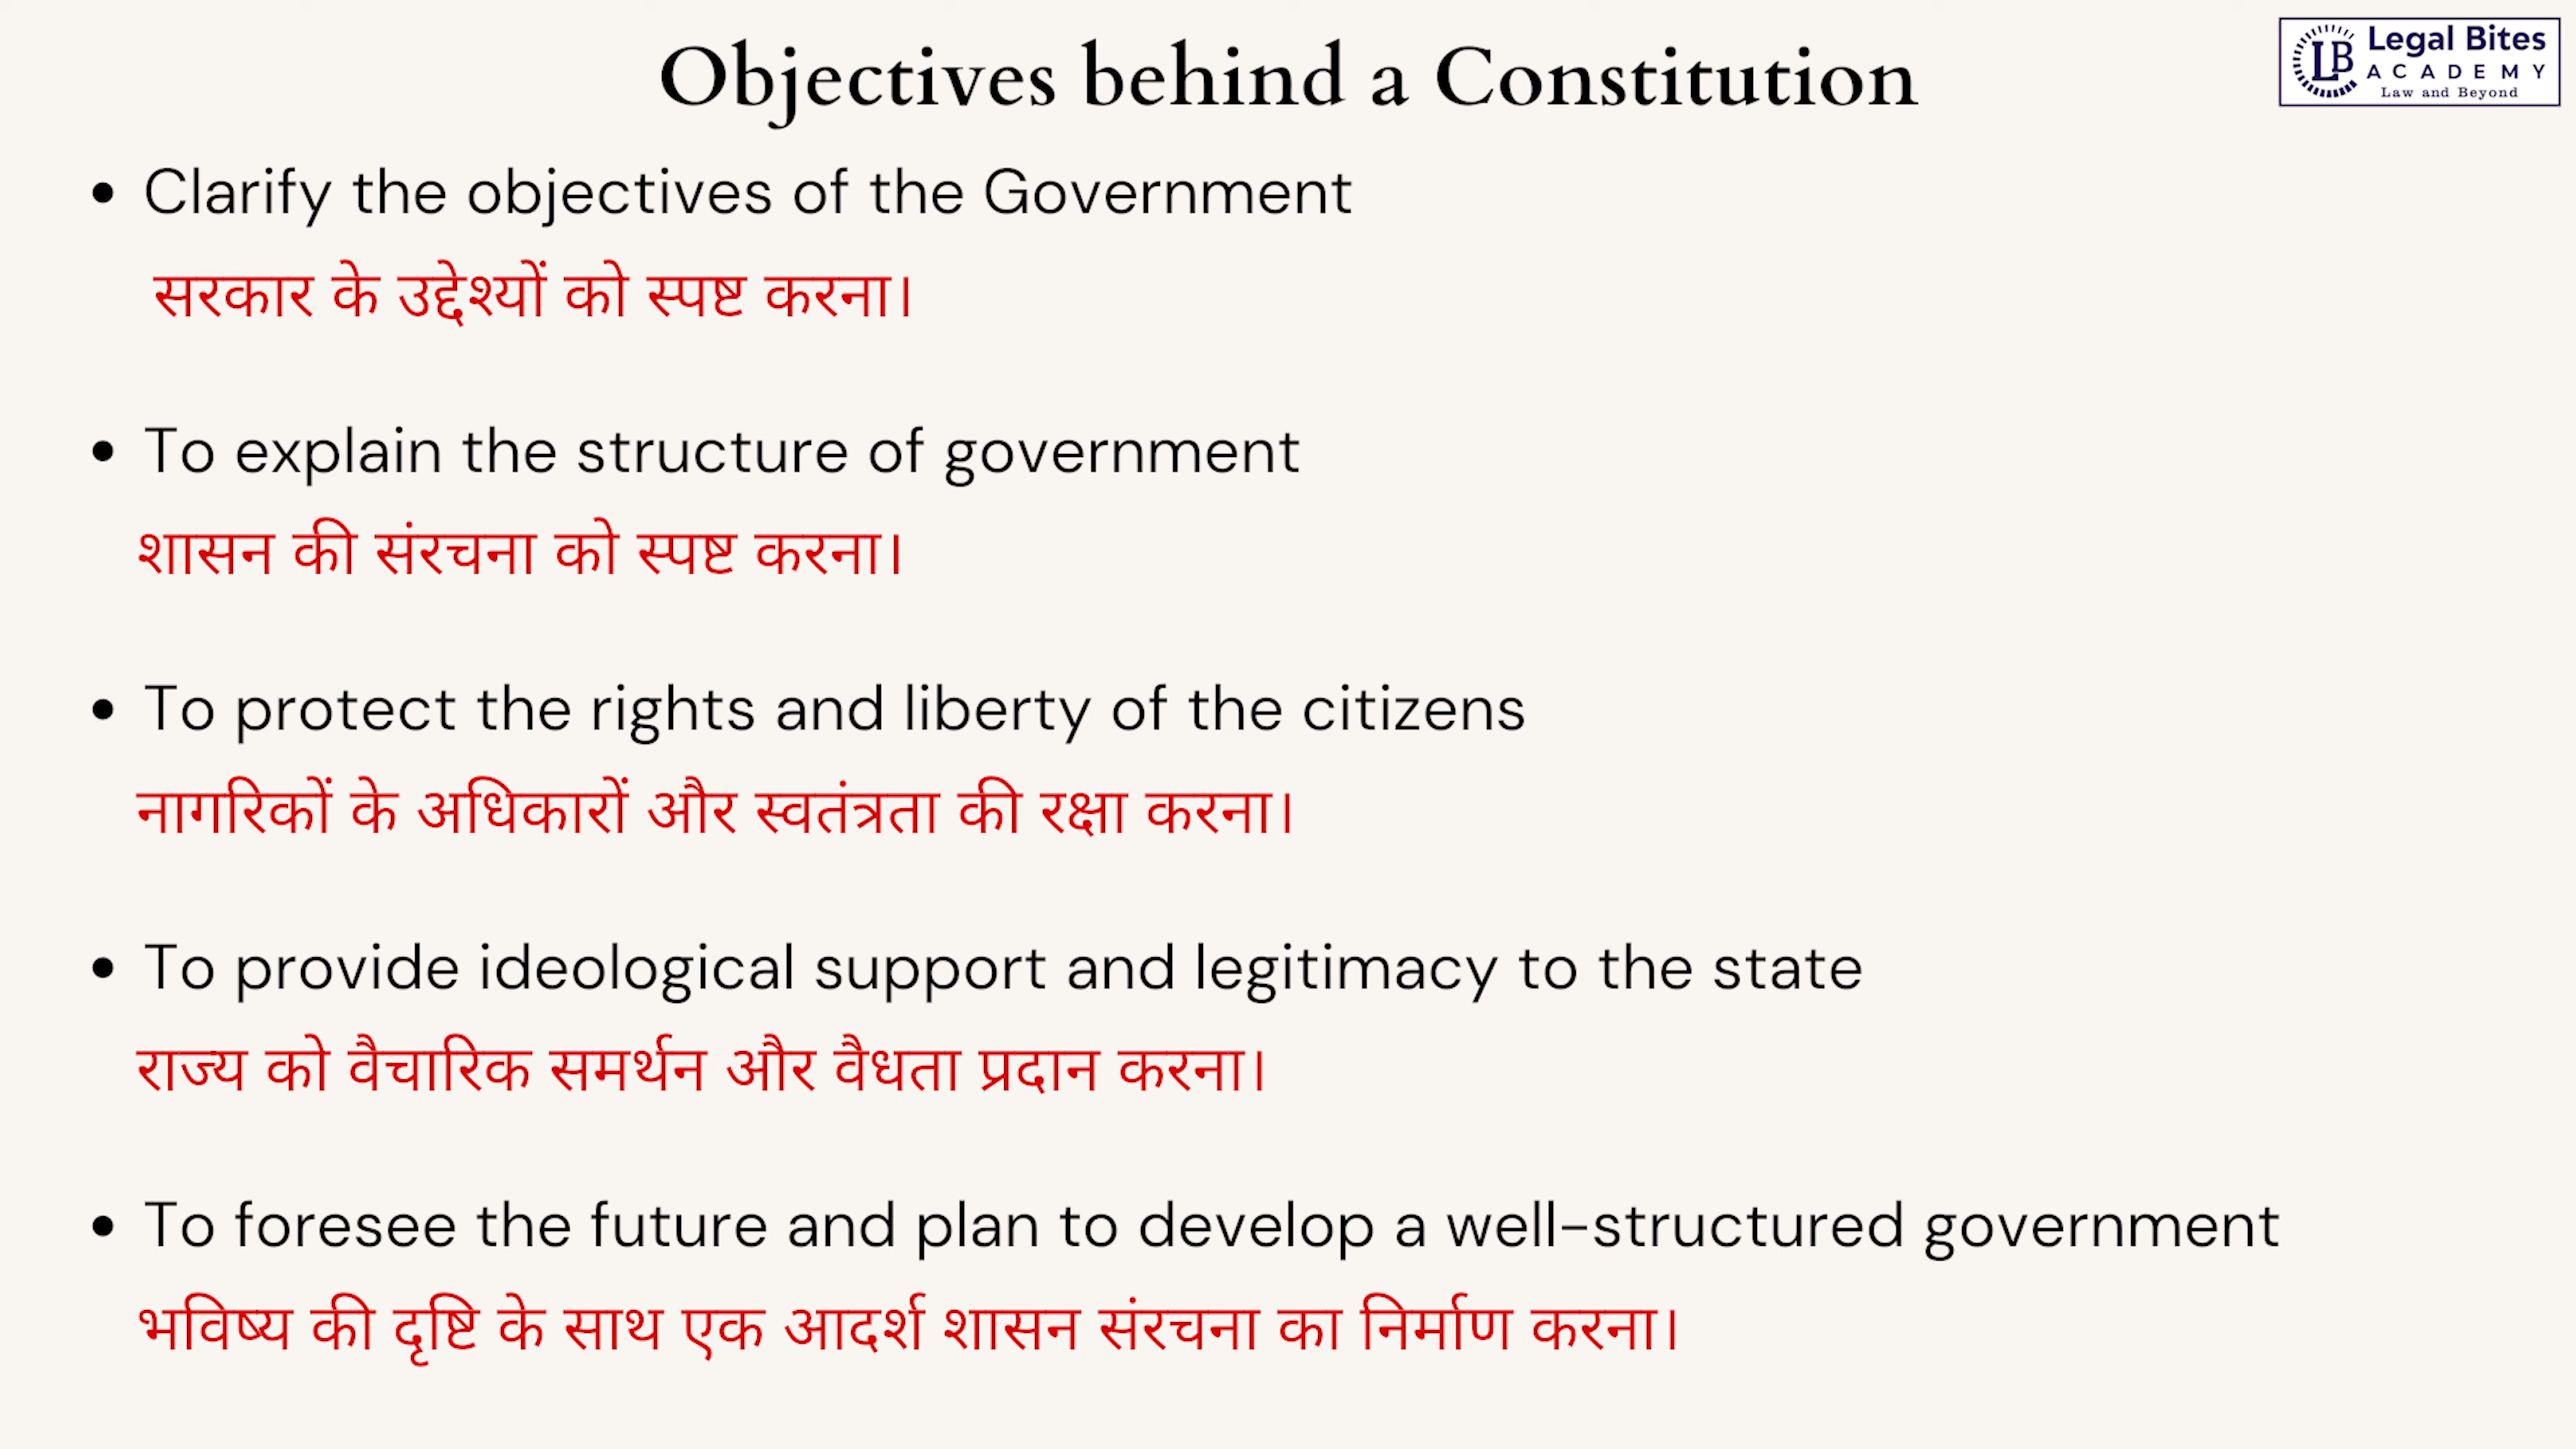 Objectives behind a Constitution
LB Legal Bites
ACADEMY
Law and Beyond
• Clarify the objectives of the Government
सरकार के उद्देश्यों को स्पष्ट करना।
• To explain the structure of government
शासन की संरचना को स्पष्ट करना।
• To protect the rights and liberty of the citizens
नागरिकों के अधिकारों और स्वतंत्रता की रक्षा करना।
• To provide ideological support and legitimacy to the state
राज्य को वैचारिक समर्थन और वैधता प्रदान करना।
• To foresee the future and plan to develop a well-structured government
भविष्य की दृष्टि के साथ एक आदर्श शासन संरचना का निर्माण करना।